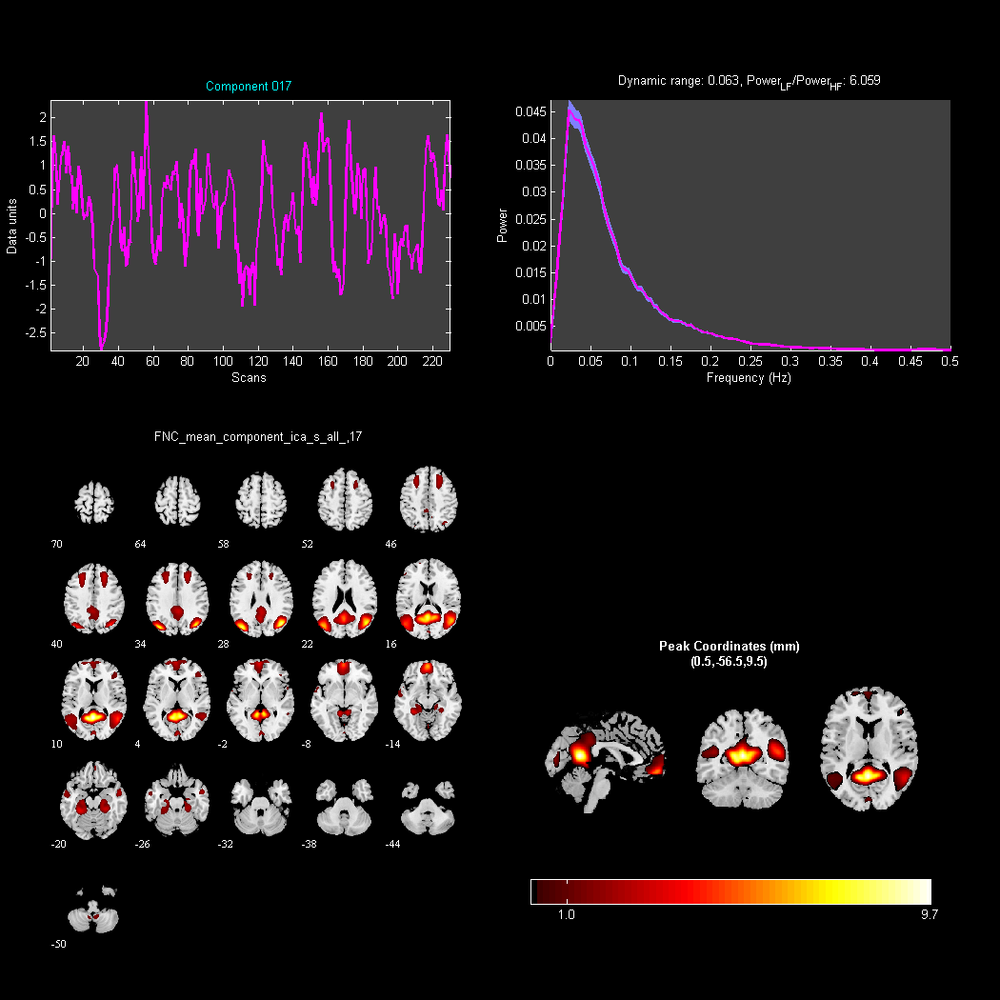 Component 017
Data units
2
1.5
1
0.5
0
-0.5
-1
-1.5
-2
-2.5
20 40 60 80 100 120 140 160 180 200 220
Scans
Dynamic range: 0.063, PowerLF/PowerHF: 6.059
Power
0.045
0.04
0.035
0.03
0.025
0.02
0.015
0.01
0.005
0 0.05 0.1 0.15 0.2 0.25 0.3 0.35 0.4 0.45 0.5
Frequency (Hz)
FNC_mean_component_ica_s_all_,17
70 64 58 52 46
40 34 28 22 16
10 4 -2 -8 -14
-20 -26 -32 -38 -44
-50
Peak Coordinates (mm)
(0.5,-56.5,9.5)
1.0 9.7